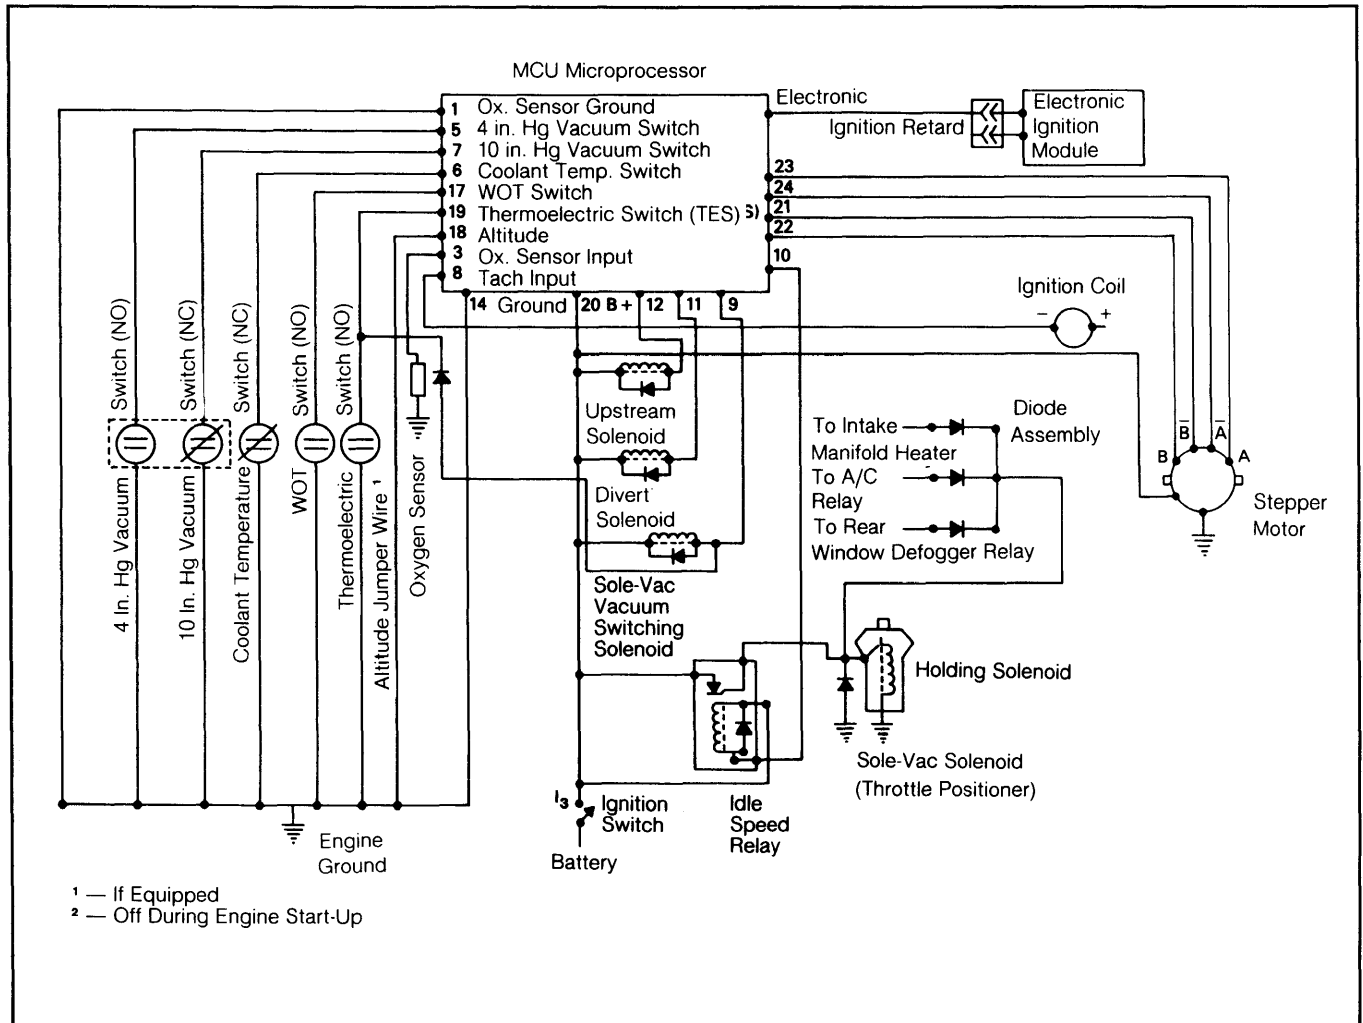 MCU Microprocessor
1 Ox. Sensor Ground
5 4 in. Hg Vacuum Switch
7 10 in. Hg Vacuum Switch
6 Coolant Temp. Switch
17 WOT Switch
19 Thermoelectric Switch (TES) S)
18 Altitude
3 Ox. Sensor Input
8 Tach Input
14 Ground 20 B+ 12 11 9
Electronic
Ignition Retard
Electronic
Ignition
Module
23
24
21
22
10
Ignition Coil
- +
4 In. Hg Vacuum Switch (NO)
10 In. Hg Vacuum Switch (NC)
Coolant Temperature Switch (NC)
WOT Switch (NO)
Thermoelectric Switch (NO)
Altitude Jumper Wire 1
Oxygen Sensor
Upstream
Solenoid
Divert
Solenoid
Sole-Vac
Vacuum
Switching
Solenoid
To Intake
Manifold Heater
To A/C
Relay
To Rear
Window Defogger Relay
Diode
Assembly
B B̅ A̅ A
Stepper
Motor
Holding Solenoid
Sole-Vac Solenoid
(Throttle Positioner)
I3 Ignition
Switch
Battery
Idle
Speed
Relay
Engine
Ground
1 — If Equipped
2 — Off During Engine Start-Up